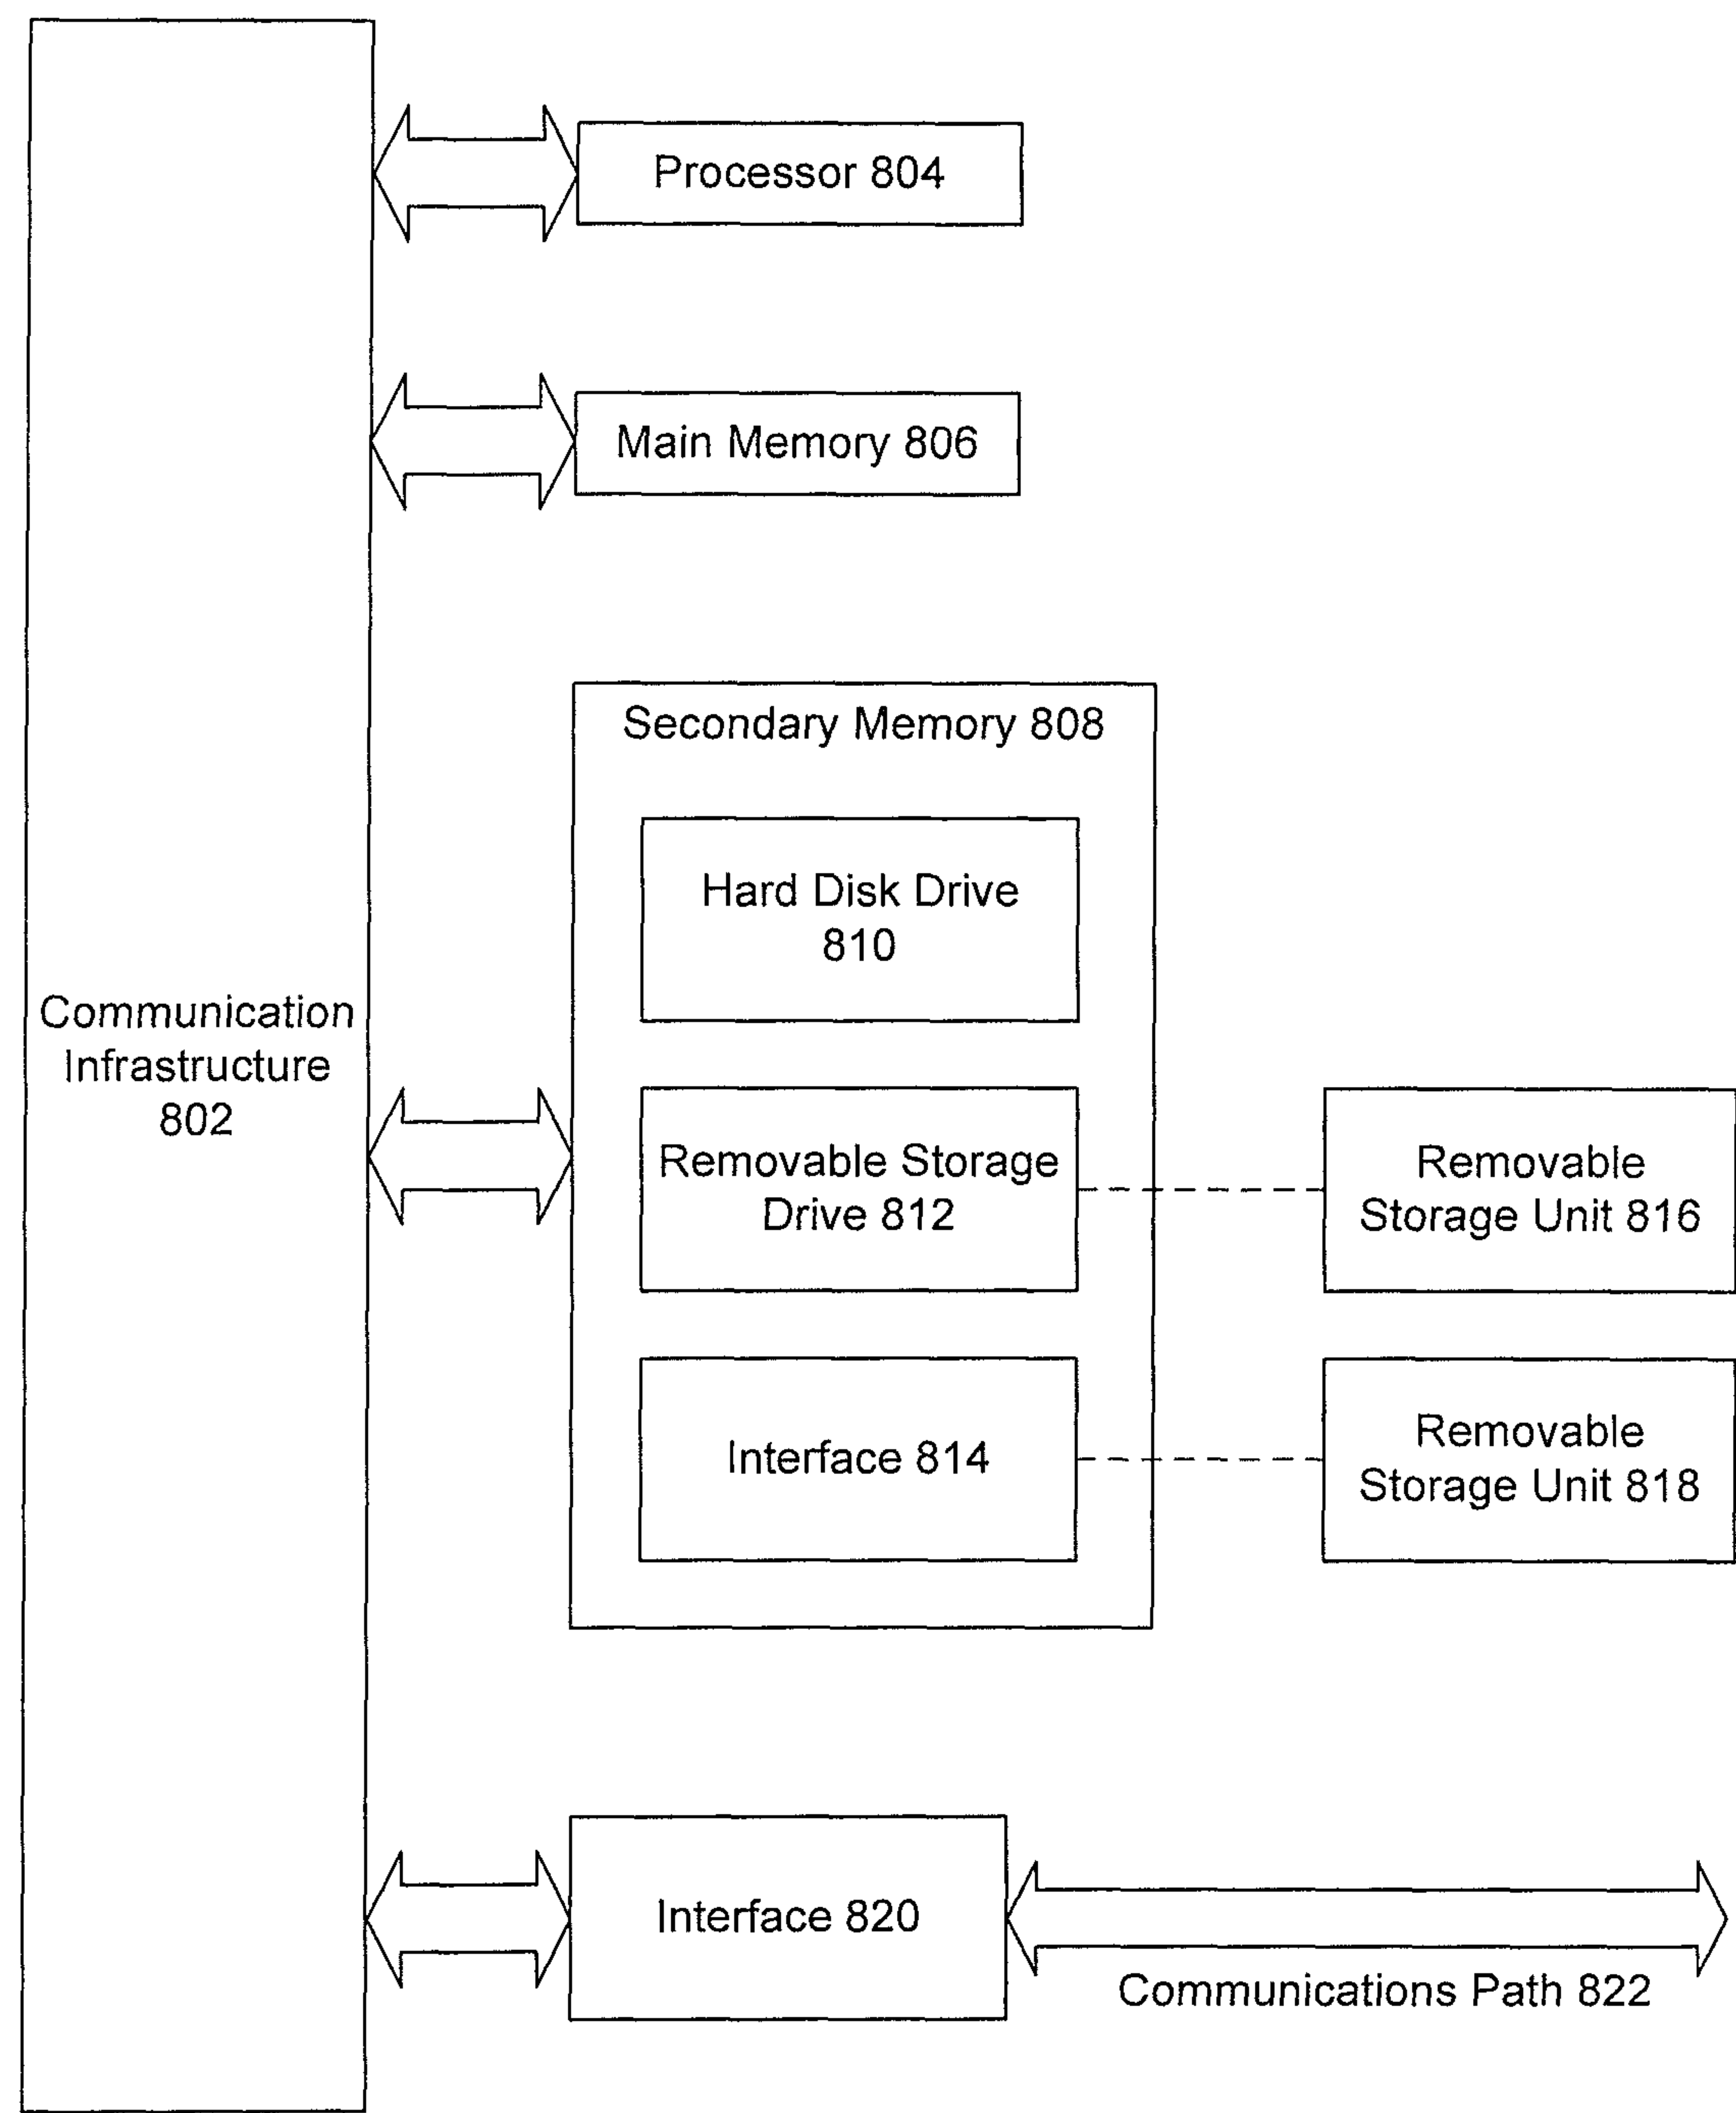 Processor 804
Main Memory 806
Secondary Memory 808
Hard Disk Drive
810
Communication
Infrastructure
802
Removable Storage
Drive 812
Removable
Storage Unit 816
Interface 814
Removable
Storage Unit 818
Interface 820
Communications Path 822